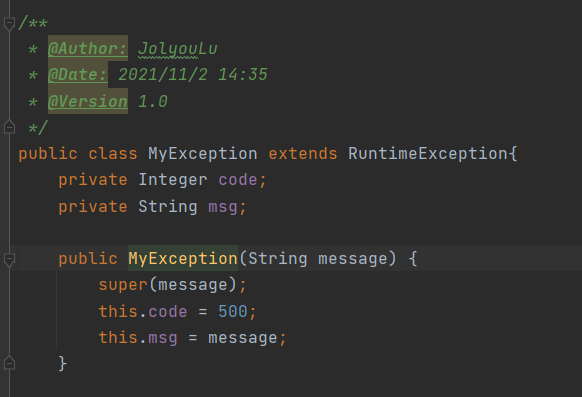 /**
 * @Author: JolyouLu
 * @Date: 2021/11/2 14:35
 * @Version 1.0
 */
public class MyException extends RuntimeException{
    private Integer code;
    private String msg;

    public MyException(String message) {
        super(message);
        this.code = 500;
        this.msg = message;
    }